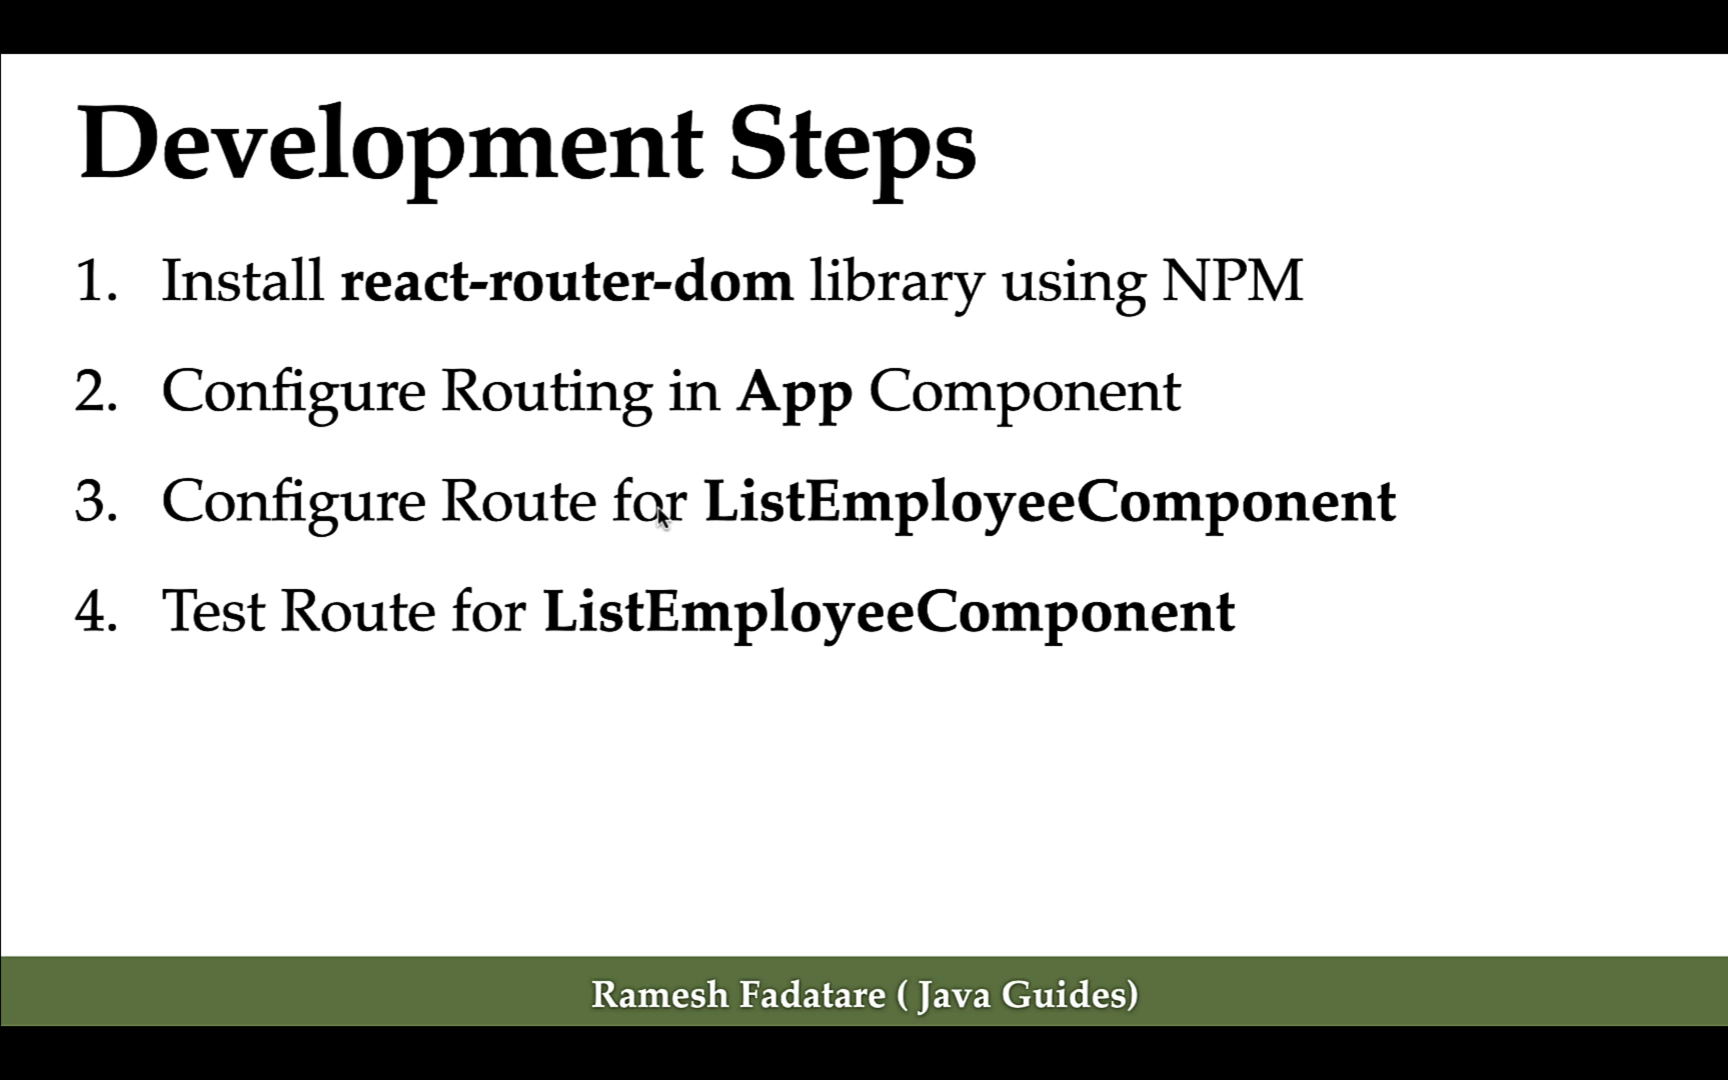 Development Steps
1. Install react-router-dom library using NPM
2. Configure Routing in App Component
3. Configure Route for ListEmployeeComponent
4. Test Route for ListEmployeeComponent
Ramesh Fadatare ( Java Guides)